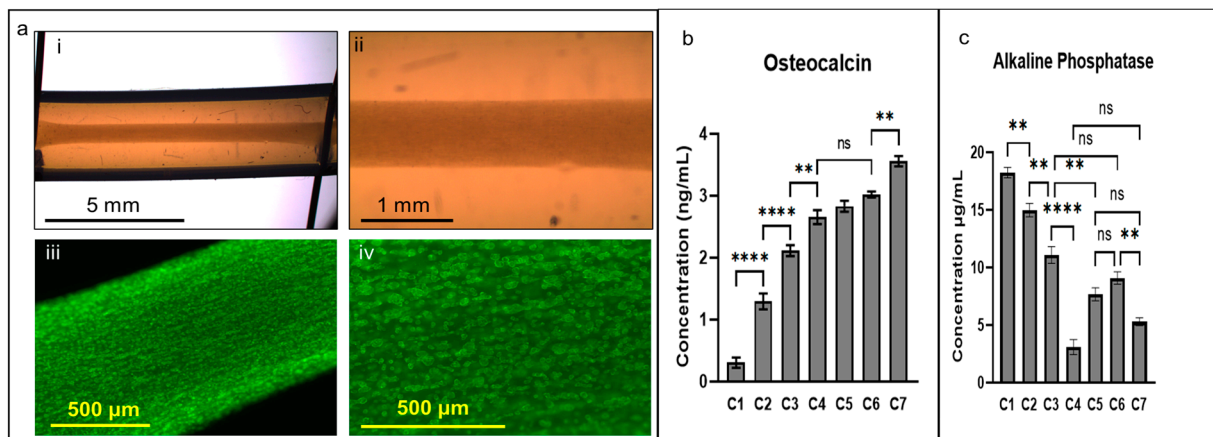 a
i
5 mm
ii
1 mm
iii
500 µm
iv
500 µm
b
Osteocalcin
Concentration (ng/mL)
4
3
2
1
0
****
****
**
ns
**
C1 C2 C3 C4 C5 C6 C7
c
Alkaline Phosphatase
Concentration µg/mL
20
15
10
5
0
ns
ns
**
**
**
ns
****
ns
**
C1 C2 C3 C4 C5 C6 C7